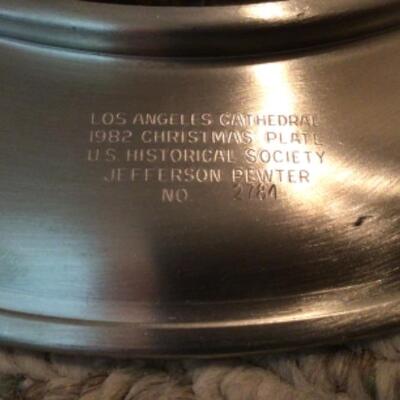 LOS ANGELES CATHEDRAL
1982 CHRISTMAS PLATE
U.S. HISTORICAL SOCIETY
JEFFERSON PEWTER
NO. 2784